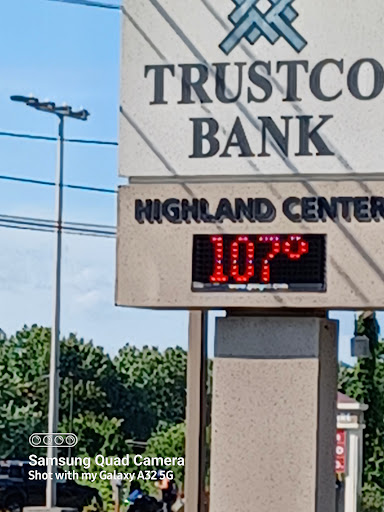 TRUSTCO
BANK
HIGHLAND CENTER
107°
Samsung Quad Camera
Shot with my Galaxy A32 5G